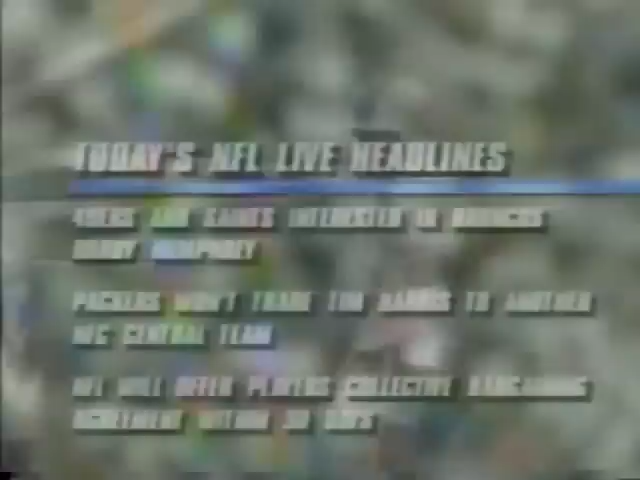 TODAY'S NFL LIVE HEADLINES
49ERS AND SAINTS INTERESTED IN BRONCOS
BOBBY HUMPHREY
PACKERS WON'T TRADE TIM HARRIS TO ANOTHER
NFC CENTRAL TEAM
NFL WILL OFFER PLAYERS COLLECTIVE BARGAINING
AGREEMENT WITHIN 30 DAYS